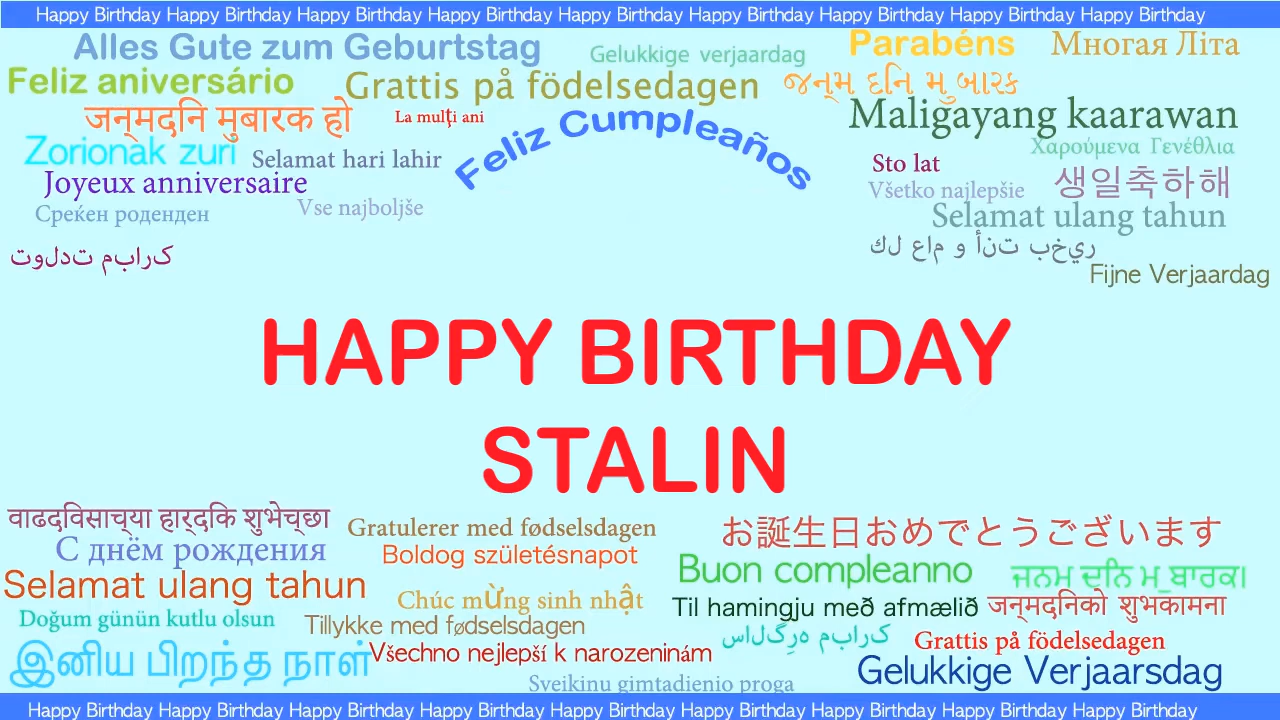 Happy Birthday Happy Birthday Happy Birthday Happy Birthday Happy Birthday Happy Birthday Happy Birthday Happy Birthday Happy Birthday
Alles Gute zum Geburtstag
Gelukkige verjaardag
Parabéns
Многая Літа
Feliz aniversário
Grattis på födelsedagen
જન્મ દનિ મુબારક
जन्मदनि मुबारक हो
La mulţi ani
Feliz Cumpleaños
Maligayang kaarawan
Zorionak zuri
Selamat hari lahir
Χαρούμενα Γενέθλια
Sto lat
Joyeux anniversaire
Všetko najlepšie
생일축하해
Среќен роденден
Vse najboljše
Selamat ulang tahun
تولدت مبارک
كل عام و أنت بخير
Fijne Verjaardag
HAPPY BIRTHDAY
STALIN
वाढदविसाच्या हार्दकि शुभेच्छा
Gratulerer med fødselsdagen
お誕生日おめでとうございます
С днём рождения
Boldog születésnapot
Selamat ulang tahun
Buon compleanno
ਜਨਮ ਦਨਿ ਮੁਬਾਰਕ।
Chúc mừng sinh nhật
Til hamingju með afmælið
जन्मदनिको शुभकामना
Doğum günün kutlu olsun
Tillykke med fødselsdagen
سالگرہ مبارک
Grattis på födelsedagen
இனிய பிறந்த நாள்
Všechno nejlepší k narozeninám
Gelukkige Verjaarsdag
Sveikinu gimtadienio proga
Happy Birthday Happy Birthday Happy Birthday Happy Birthday Happy Birthday Happy Birthday Happy Birthday Happy Birthday Happy Birthday